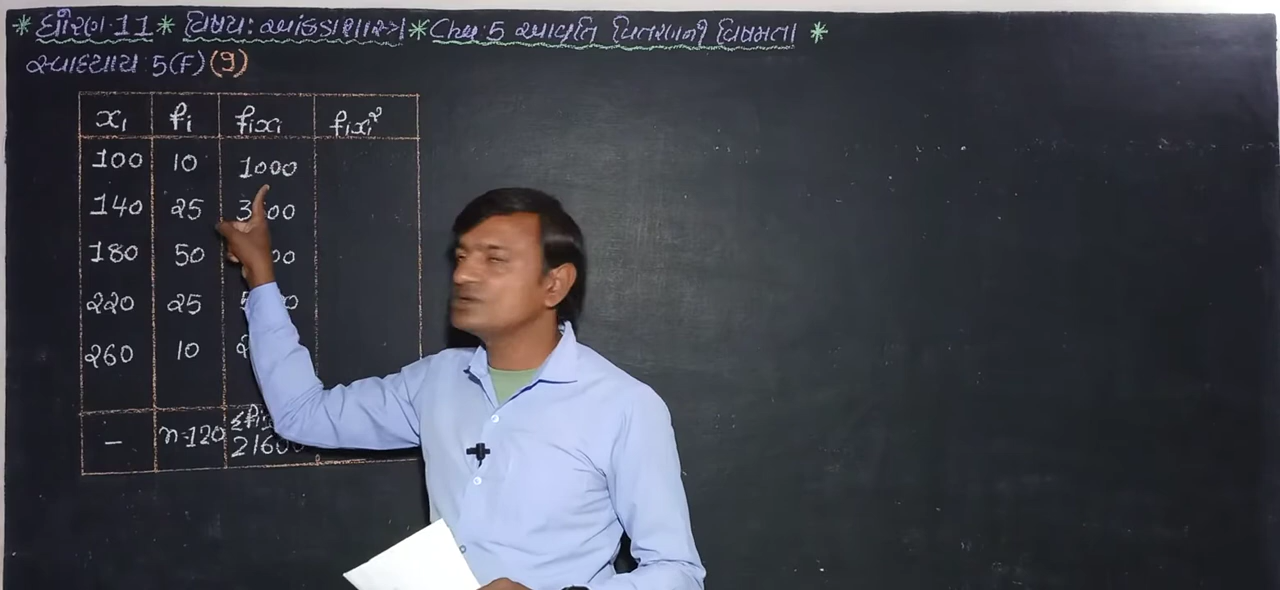 * ધોરણ: 11 * વિષય: આંકડાશાસ્ત્ર * Chp: 5 આવૃત્તિ વિતરણની વિષમતા *
સ્વાધ્યાય: 5(F) (9)
xi fi fixi fixi²
100 10 1000
140 25
180 50
220 25
260 10
– n=120